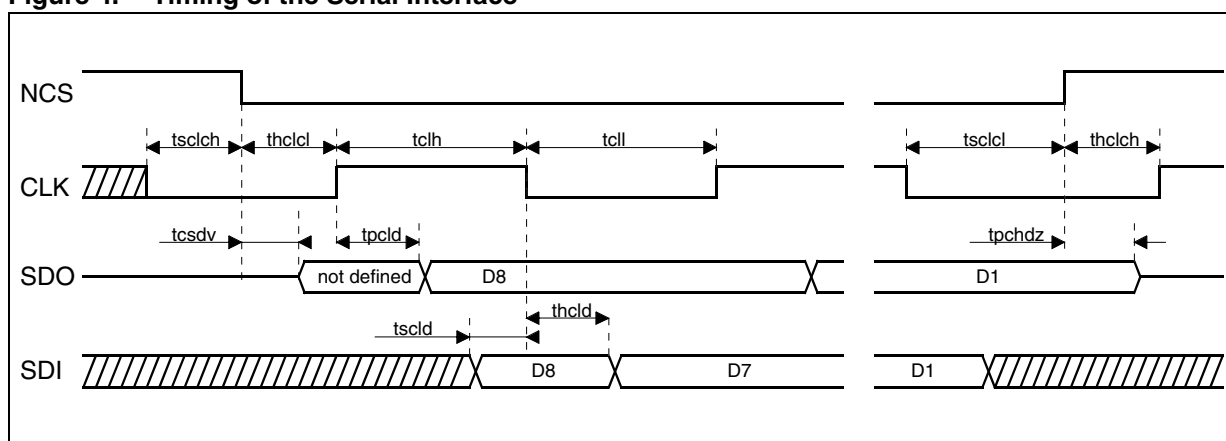 Figure 4. Timing of the Serial Interface
NCS
tsclch thclcl tclh tcll tsclcl thclch
CLK
tcsdv tpcld tpchdz
SDO not defined D8 D1
thcld
tscld
SDI D8 D7 D1